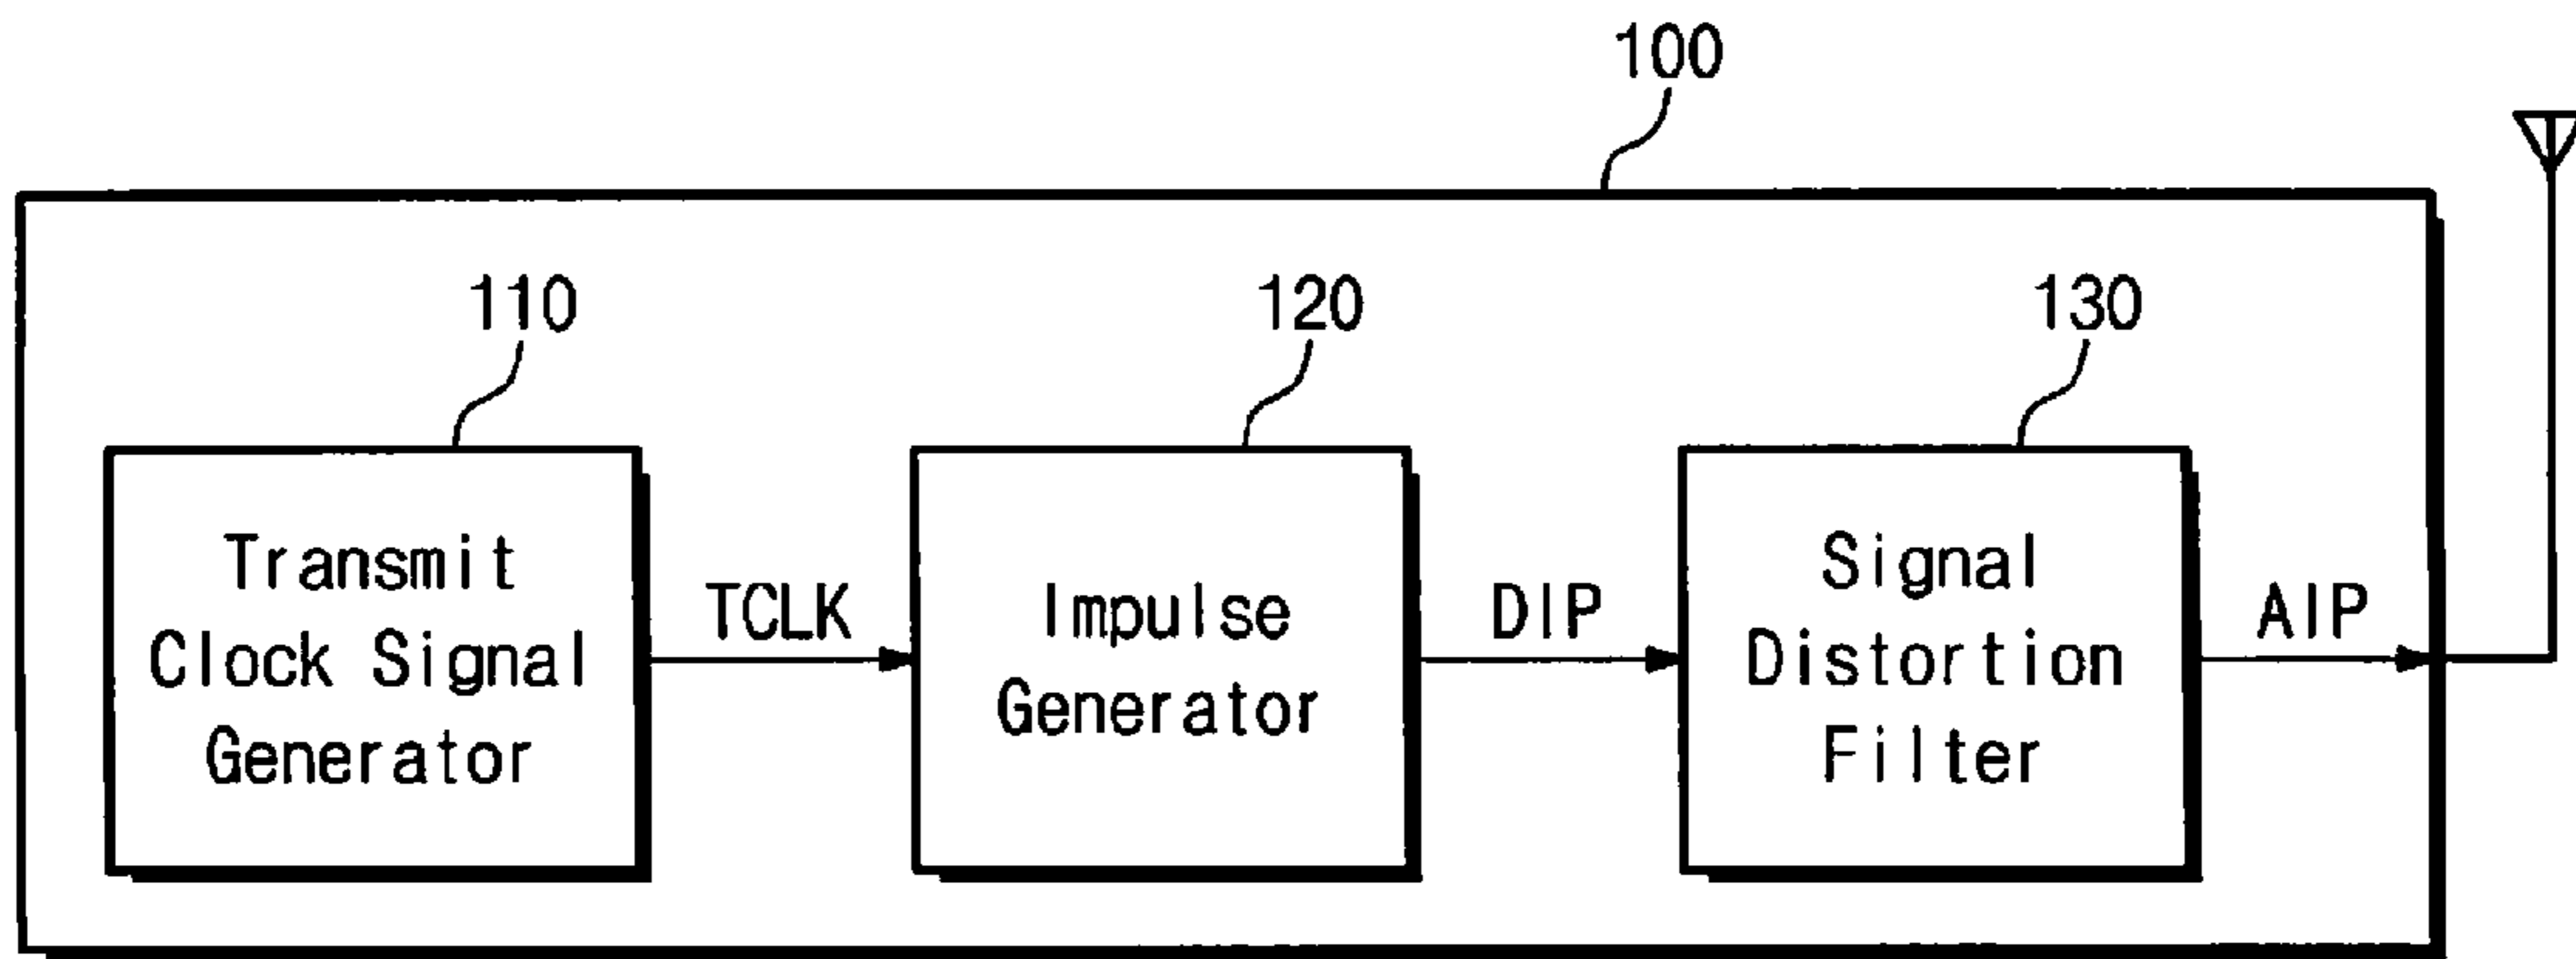 100
110
120
130
Transmit
Clock Signal
Generator
TCLK
Impulse
Generator
DIP
Signal
Distortion
Filter
AIP